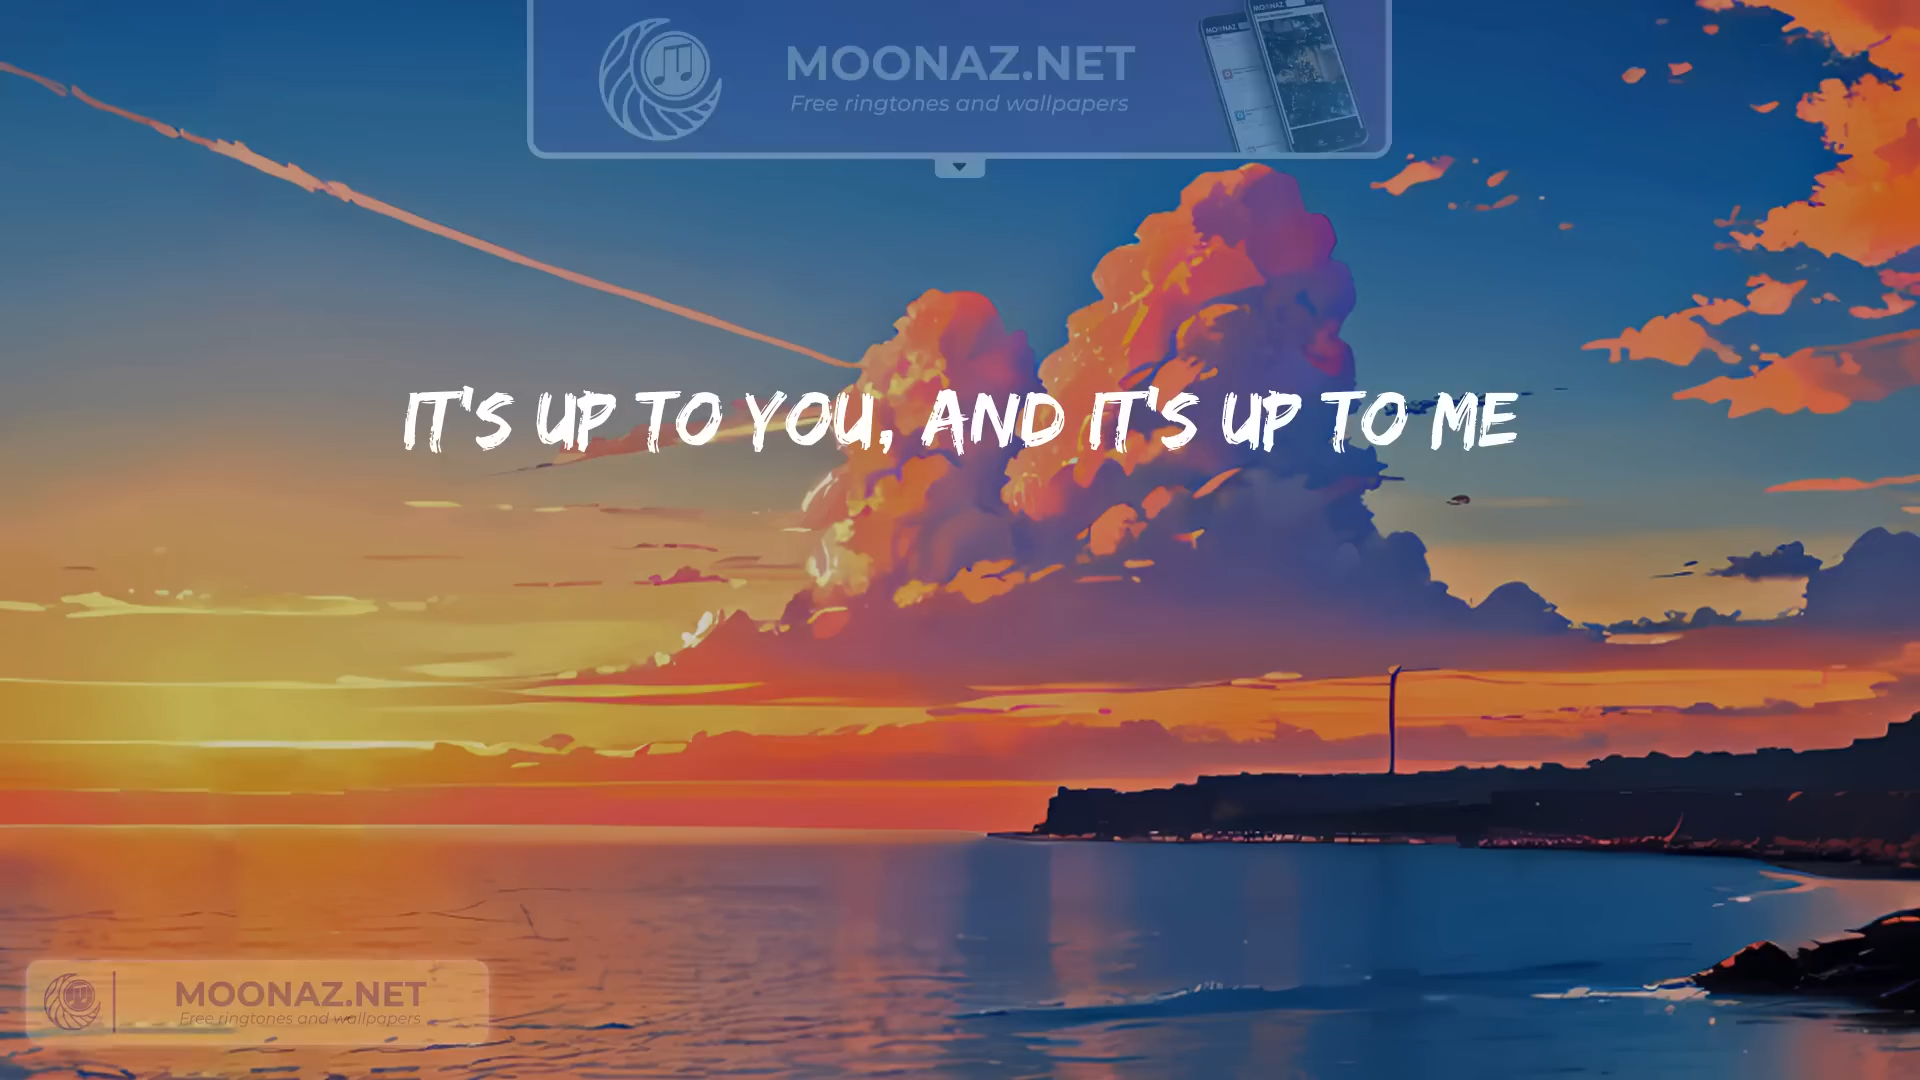 MOONAZ.NET
Free ringtones and wallpapers
IT'S UP TO YOU, AND IT'S UP TO ME
MOONAZ.NET
Free ringtones and wallpapers